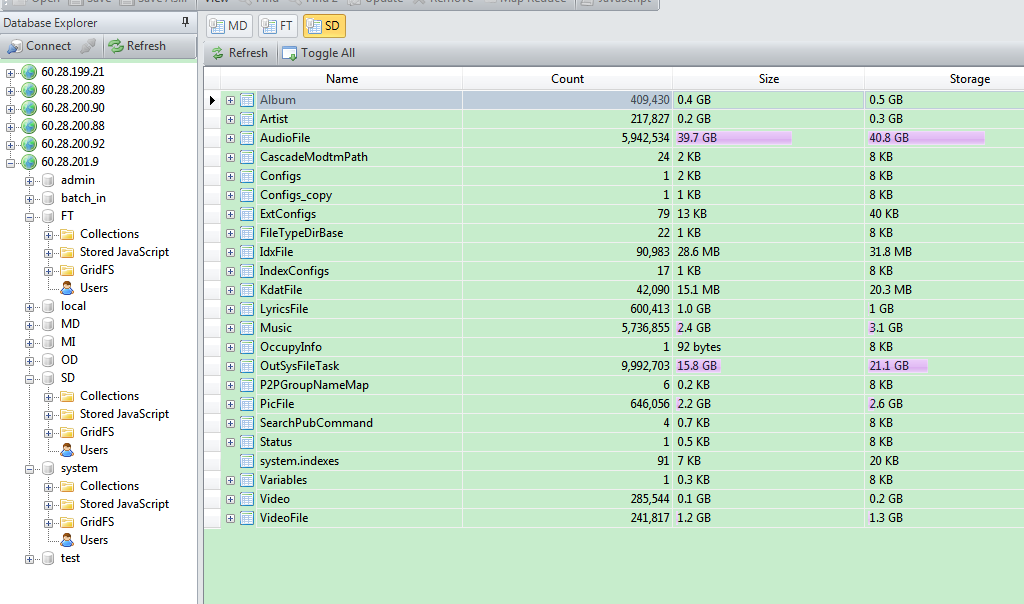 Database Explorer
Connect Refresh
60.28.199.21
60.28.200.89
60.28.200.90
60.28.200.88
60.28.200.92
60.28.201.9
admin
batch_in
FT
Collections
Stored JavaScript
GridFS
Users
local
MD
MI
OD
SD
Collections
Stored JavaScript
GridFS
Users
system
Collections
Stored JavaScript
GridFS
Users
test
MD FT SD
Refresh Toggle All
Name Count Size Storage
Album 409,430 0.4 GB 0.5 GB
Artist 217,827 0.2 GB 0.3 GB
AudioFile 5,942,534 39.7 GB 40.8 GB
CascadeModtmPath 24 2 KB 8 KB
Configs 1 2 KB 8 KB
Configs_copy 1 1 KB 8 KB
ExtConfigs 79 13 KB 40 KB
FileTypeDirBase 22 1 KB 8 KB
IdxFile 90,983 28.6 MB 31.8 MB
IndexConfigs 17 1 KB 8 KB
KdatFile 42,090 15.1 MB 20.3 MB
LyricsFile 600,413 1.0 GB 1 GB
Music 5,736,855 2.4 GB 3.1 GB
OccupyInfo 1 92 bytes 8 KB
OutSysFileTask 9,992,703 15.8 GB 21.1 GB
P2PGroupNameMap 6 0.2 KB 8 KB
PicFile 646,056 2.2 GB 2.6 GB
SearchPubCommand 4 0.7 KB 8 KB
Status 1 0.5 KB 8 KB
system.indexes 91 7 KB 20 KB
Variables 1 0.3 KB 8 KB
Video 285,544 0.1 GB 0.2 GB
VideoFile 241,817 1.2 GB 1.3 GB